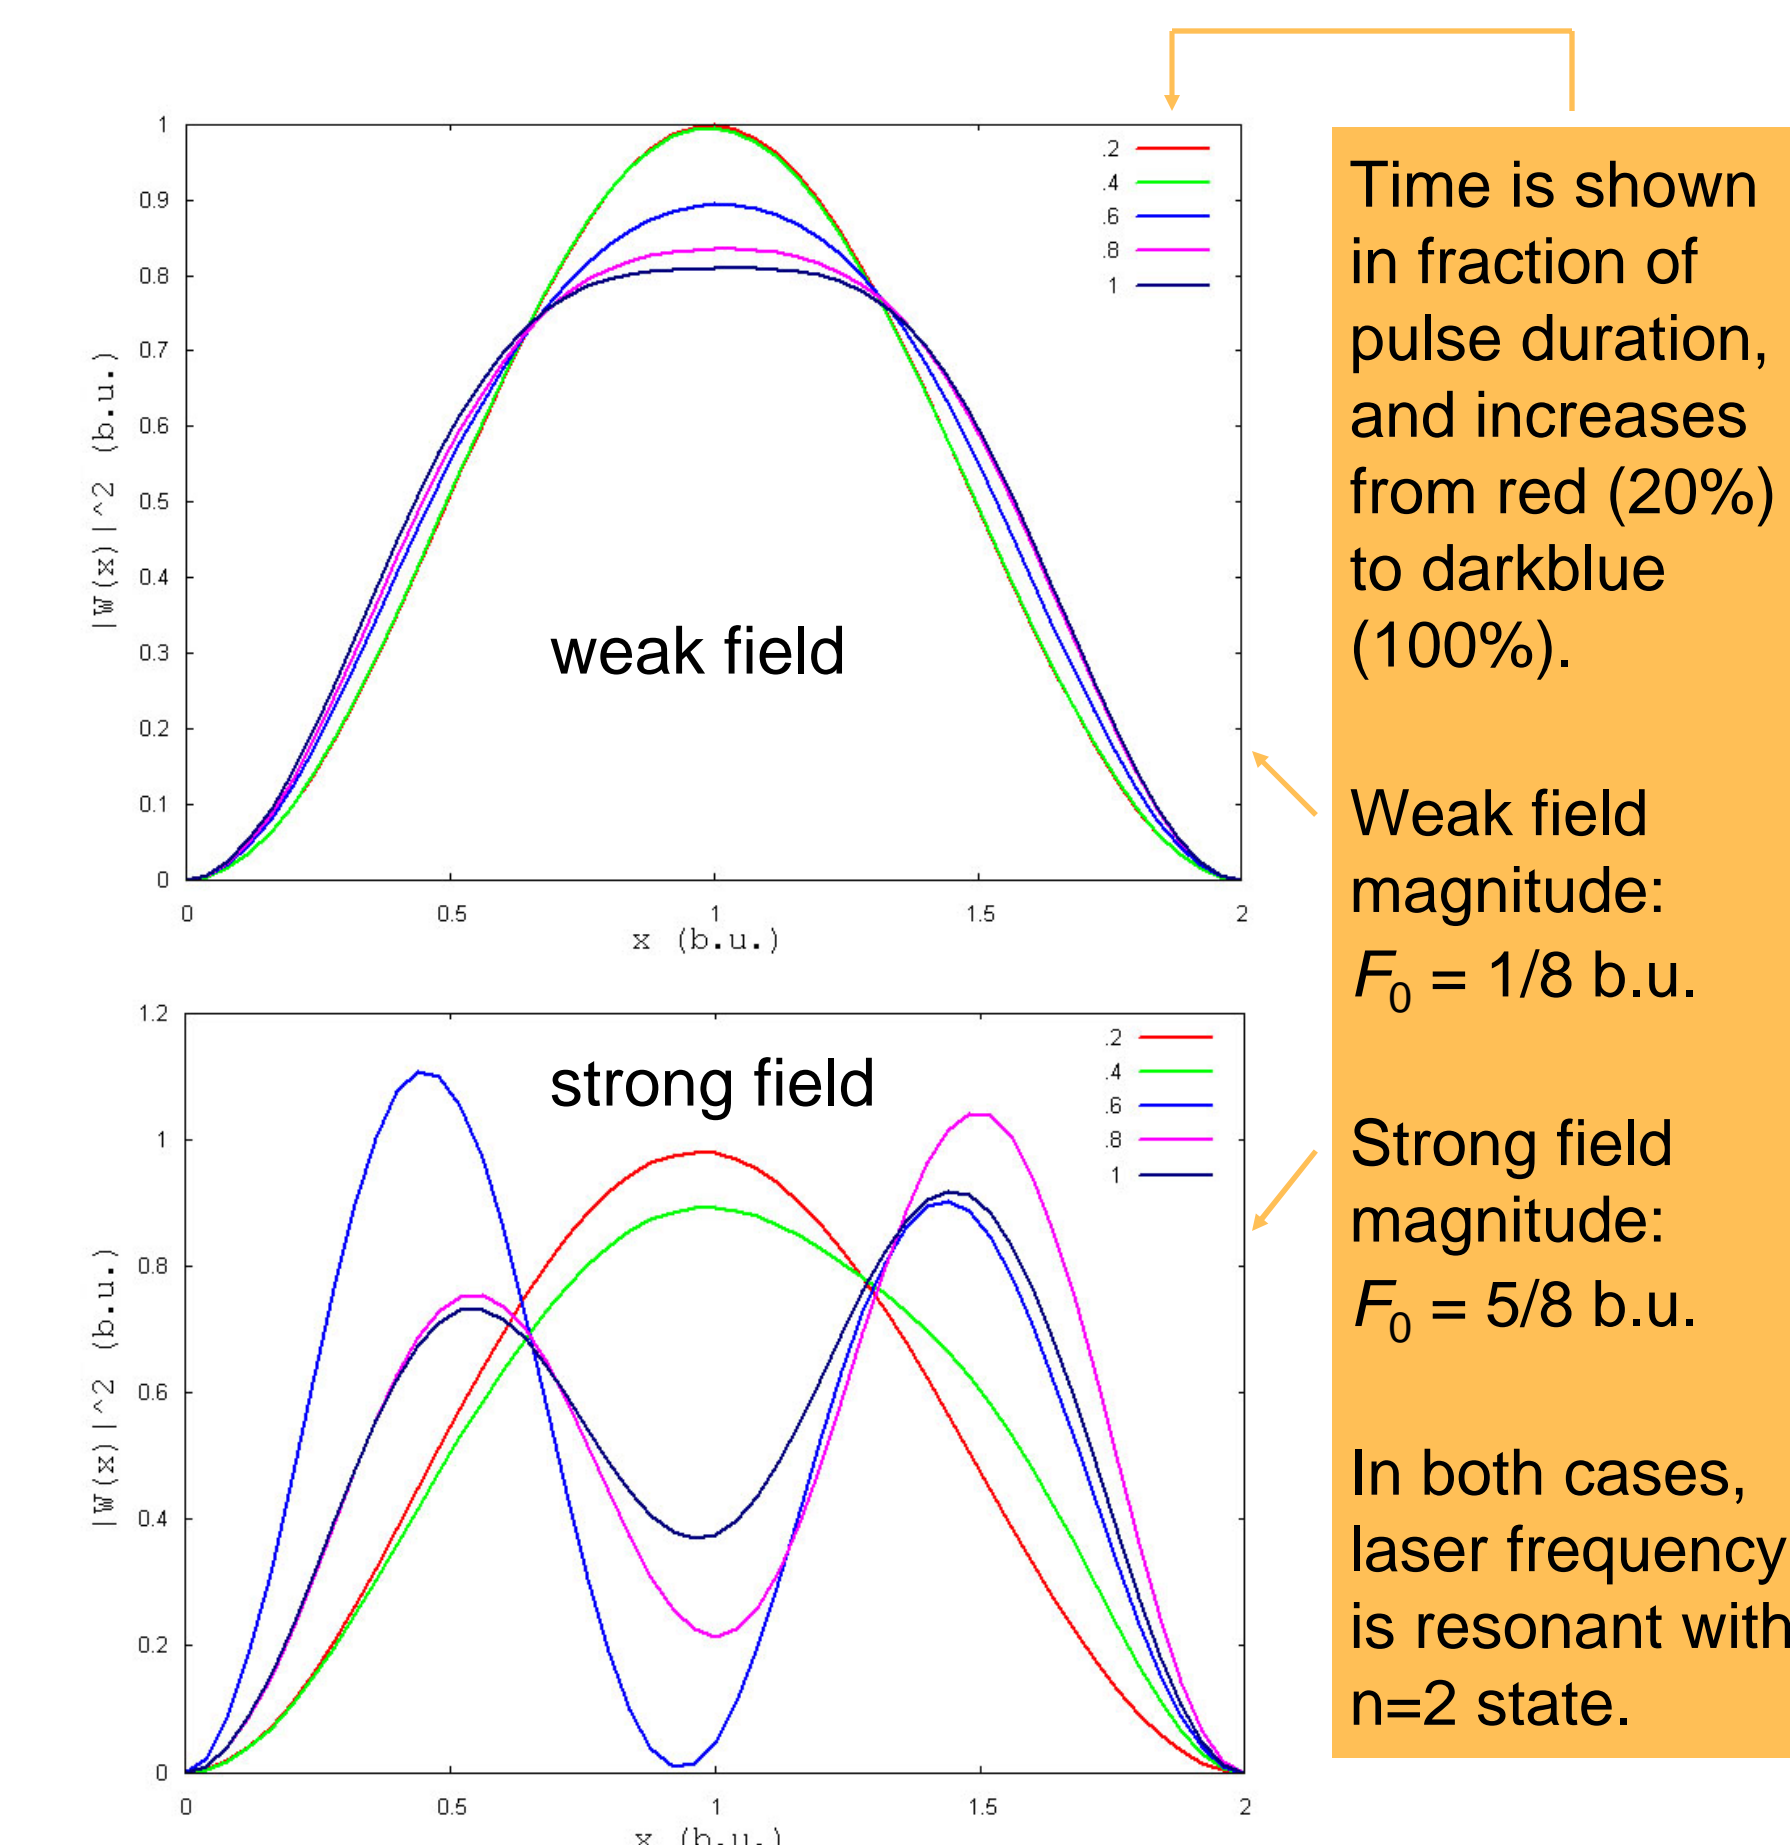 1
0.9
0.8
0.7
0.6
0.5
0.4
0.3
0.2
0.1
0
|W(x)|^2 (b.u.)
.2
.4
.6
.8
1
weak field
0 0.5 1 1.5 2
x (b.u.)
1.2
1
0.8
0.6
0.4
0.2
0
|W(x)|^2 (b.u.)
strong field
.2
.4
.6
.8
1
0 0.5 1 1.5 2
x (b.u.)
Time is shown
in fraction of
pulse duration,
and increases
from red (20%)
to darkblue
(100%).
Weak field
magnitude:
F₀ = 1/8 b.u.
Strong field
magnitude:
F₀ = 5/8 b.u.
In both cases,
laser frequency
is resonant with
n=2 state.